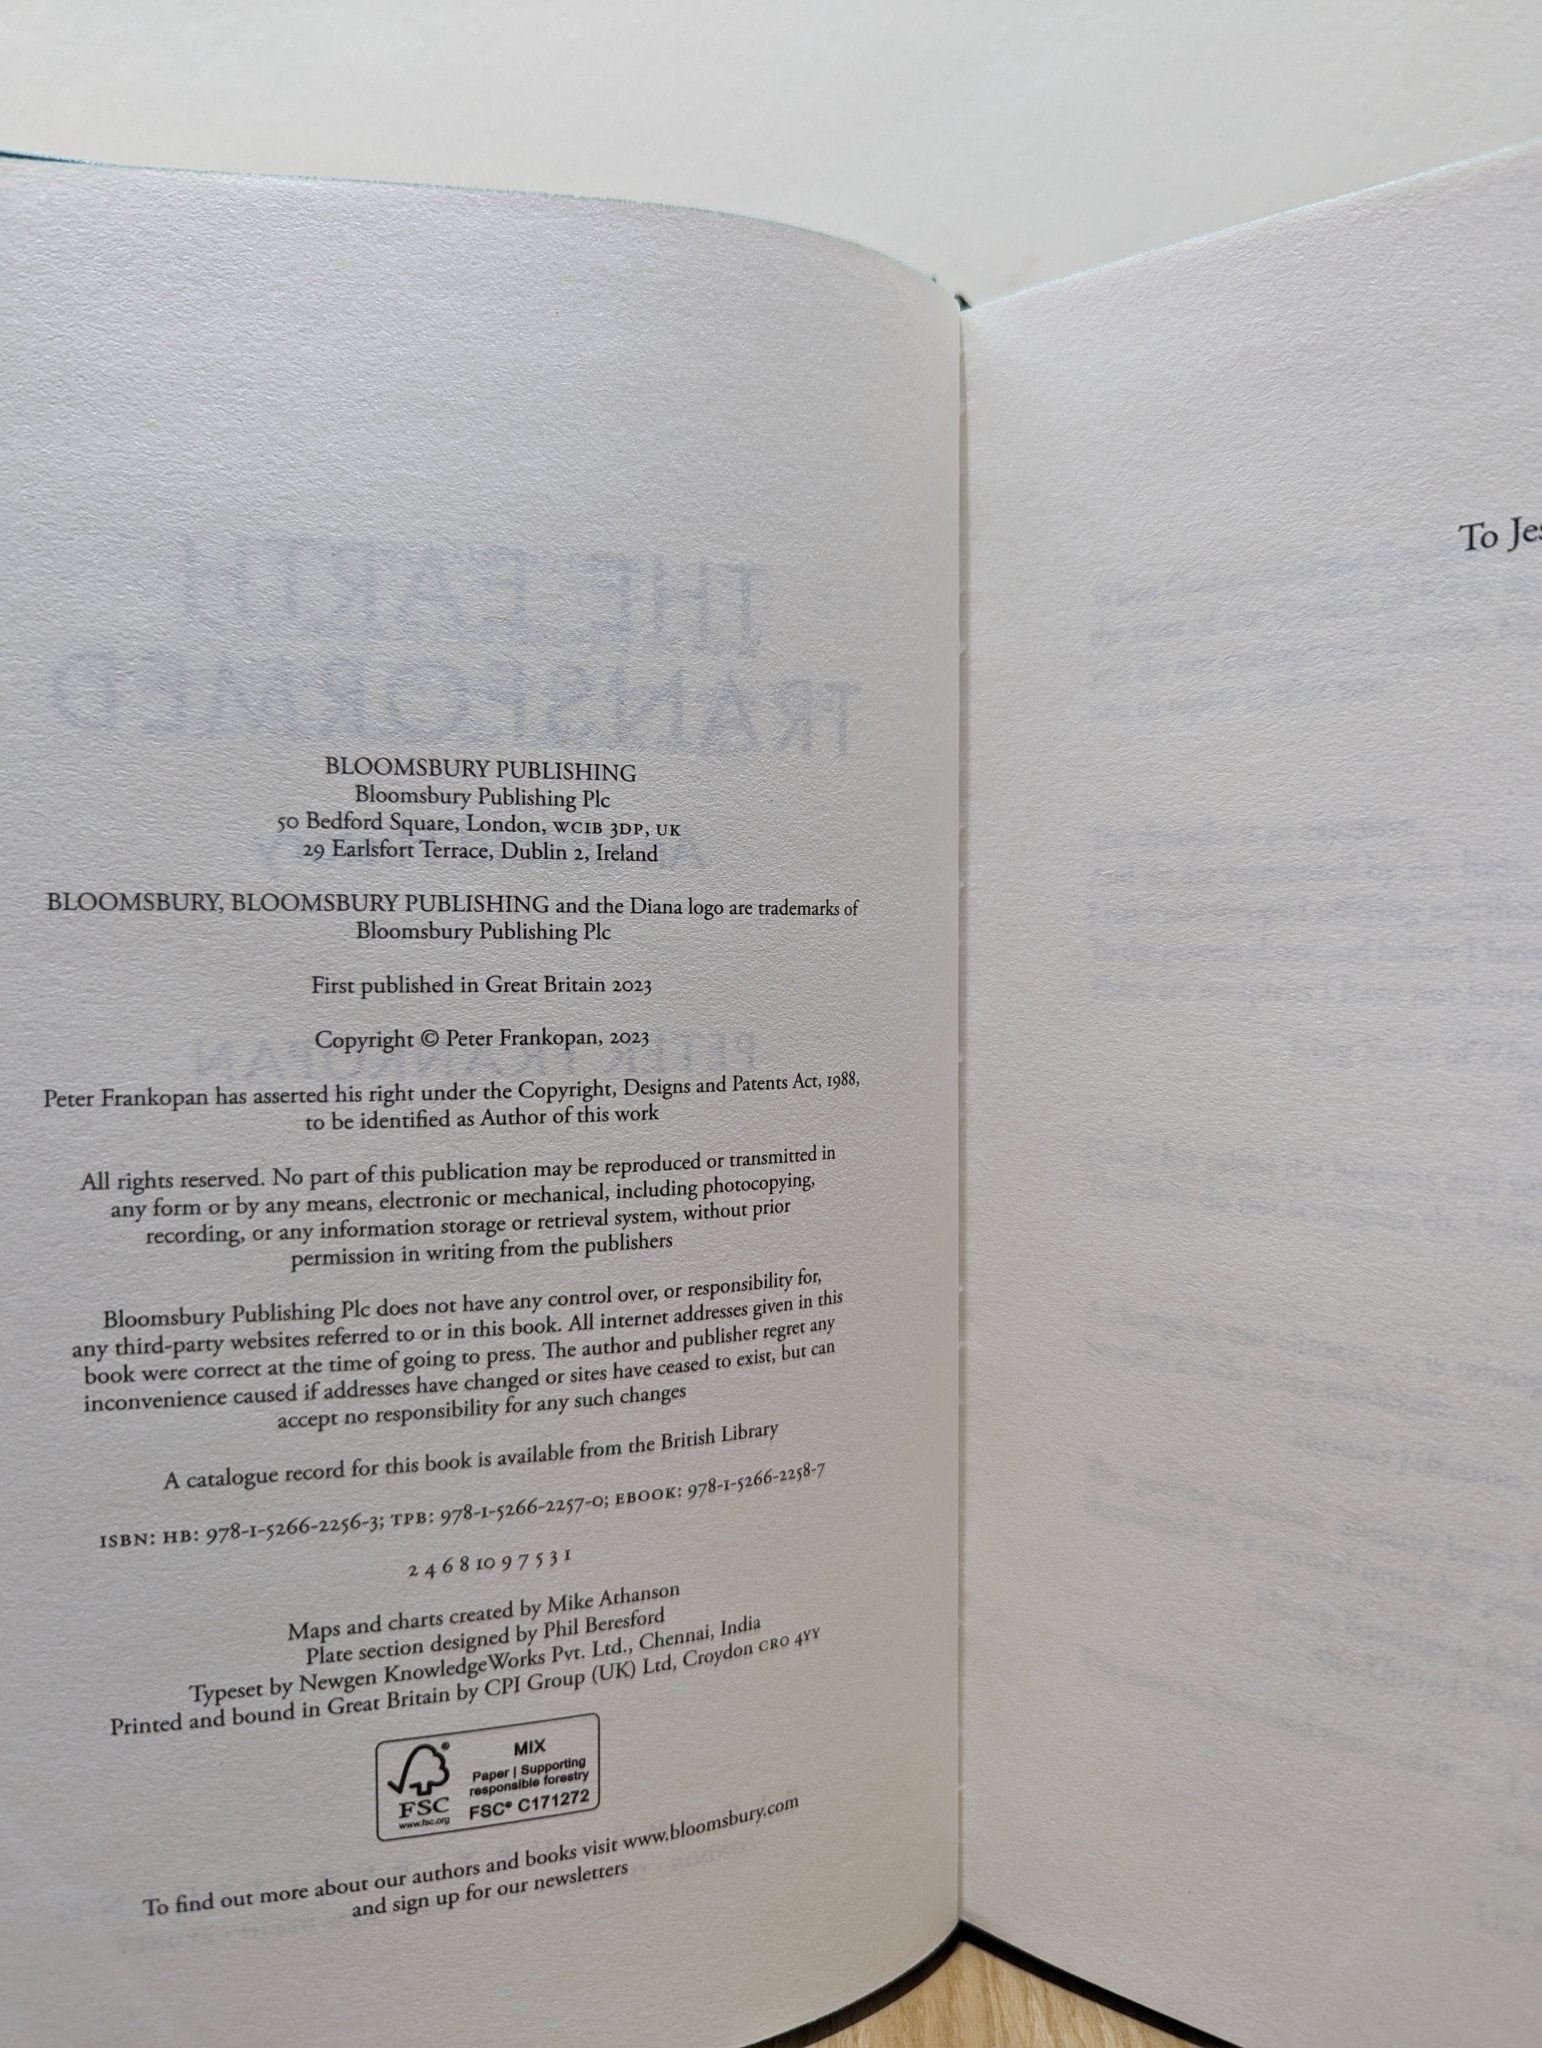 THE EARTH
TRANSFORMED
BLOOMSBURY PUBLISHING
Bloomsbury Publishing Plc
50 Bedford Square, London, WC1B 3DP, UK
29 Earlsfort Terrace, Dublin 2, Ireland
BLOOMSBURY, BLOOMSBURY PUBLISHING and the Diana logo are trademarks of
Bloomsbury Publishing Plc
First published in Great Britain 2023
Copyright © Peter Frankopan, 2023
PETER FRANKOPAN
Peter Frankopan has asserted his right under the Copyright, Designs and Patents Act, 1988,
to be identified as Author of this work
All rights reserved. No part of this publication may be reproduced or transmitted in
any form or by any means, electronic or mechanical, including photocopying,
recording, or any information storage or retrieval system, without prior
permission in writing from the publishers
Bloomsbury Publishing Plc does not have any control over, or responsibility for,
any third-party websites referred to or in this book. All internet addresses given in this
book were correct at the time of going to press. The author and publisher regret any
inconvenience caused if addresses have changed or sites have ceased to exist, but can
accept no responsibility for any such changes
A catalogue record for this book is available from the British Library
ISBN: HB: 978-1-5266-2256-3; TPB: 978-1-5266-2257-0; EBOOK: 978-1-5266-2258-7
2 4 6 8 10 9 7 5 3 1
Maps and charts created by Mike Athanson
Plate section designed by Phil Beresford
Typeset by Newgen KnowledgeWorks Pvt. Ltd., Chennai, India
Printed and bound in Great Britain by CPI Group (UK) Ltd, Croydon CR0 4YY
FSC
www.fsc.org
MIX
Paper | Supporting
responsible forestry
FSC® C171272
To find out more about our authors and books visit www.bloomsbury.com
and sign up for our newsletters
To Jes